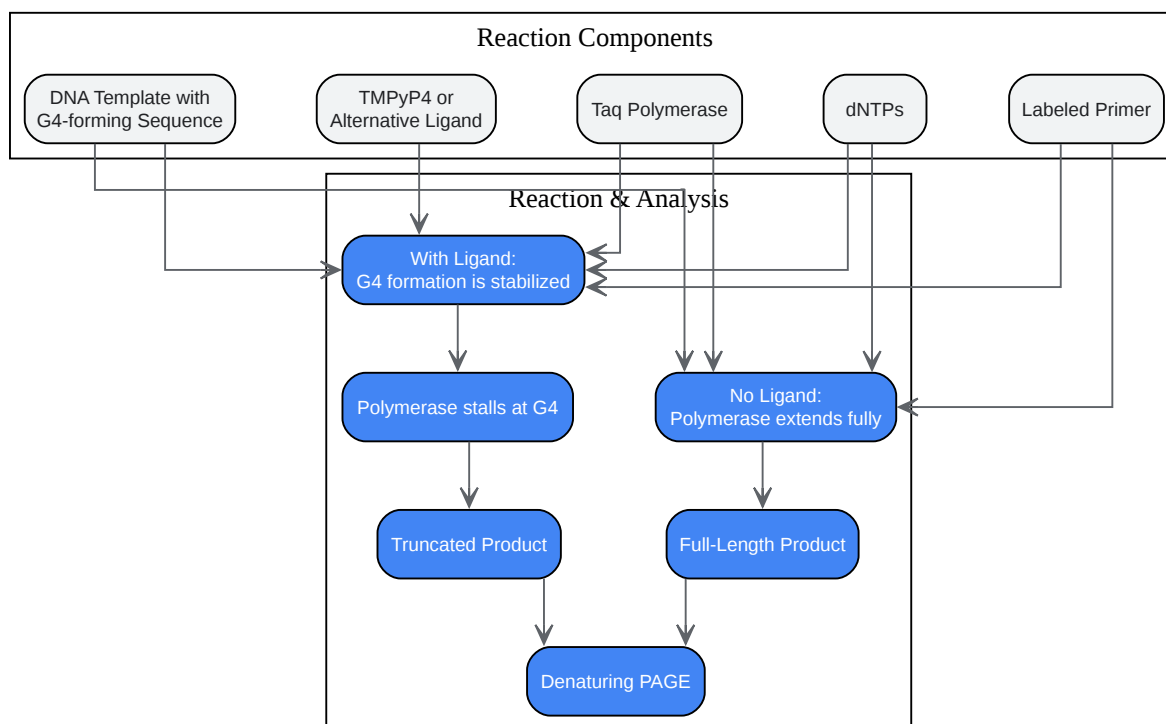 Reaction Components
DNA Template with
G4-forming Sequence
TMPyP4 or
Alternative Ligand
Taq Polymerase
dNTPs
Labeled Primer
Reaction & Analysis
With Ligand:
G4 formation is stabilized
Polymerase stalls at G4
No Ligand:
Polymerase extends fully
Truncated Product
Full-Length Product
Denaturing PAGE